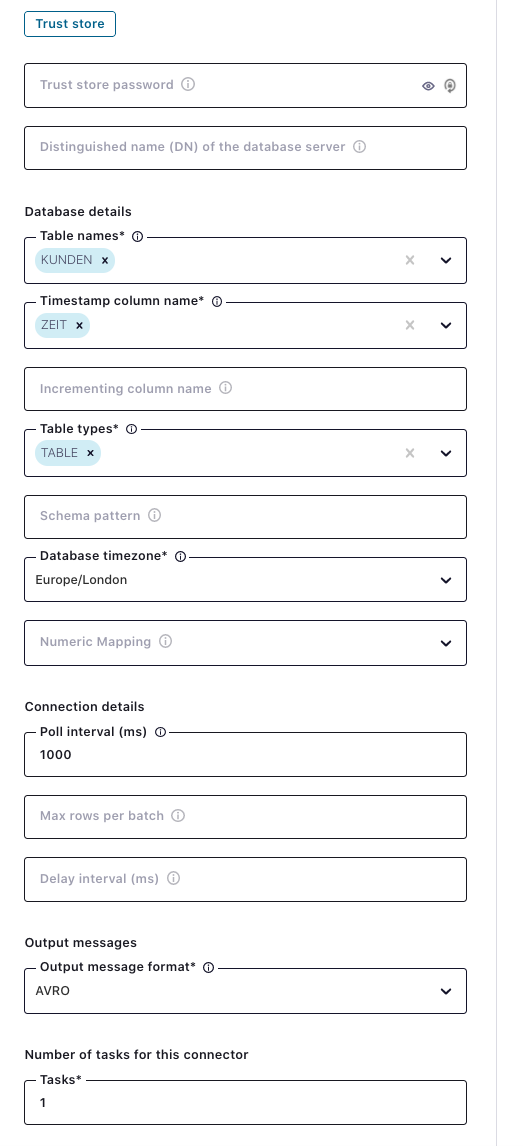 Trust store
Trust store password
Distinguished name (DN) of the database server
Database details
Table names*
KUNDEN
Timestamp column name*
ZEIT
Incrementing column name
Table types*
TABLE
Schema pattern
Database timezone*
Europe/London
Numeric Mapping
Connection details
Poll interval (ms)
1000
Max rows per batch
Delay interval (ms)
Output messages
Output message format*
AVRO
Number of tasks for this connector
Tasks*
1